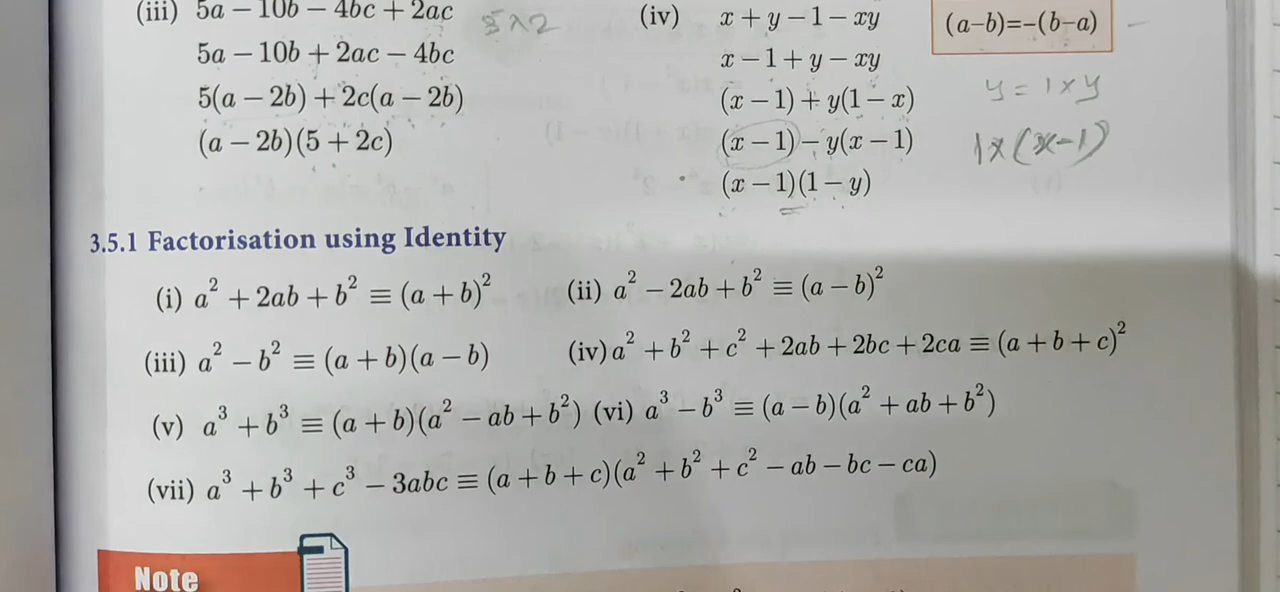 (iii) 5a − 10b − 4bc + 2ac
5a − 10b + 2ac − 4bc
5(a − 2b) + 2c(a − 2b)
(a − 2b)(5 + 2c)
(iv) x + y − 1 − xy
x − 1 + y − xy
(x − 1) + y(1 − x)
(x − 1) − y(x − 1)
(x − 1)(1 − y)
(a−b)=−(b−a)
y = 1 × y
1×(x−1)
3.5.1 Factorisation using Identity
(i) a² + 2ab + b² ≡ (a + b)² (ii) a² − 2ab + b² ≡ (a − b)²
(iii) a² − b² ≡ (a + b)(a − b) (iv) a² + b² + c² + 2ab + 2bc + 2ca ≡ (a + b + c)²
(v) a³ + b³ ≡ (a + b)(a² − ab + b²) (vi) a³ − b³ ≡ (a − b)(a² + ab + b²)
(vii) a³ + b³ + c³ − 3abc ≡ (a + b + c)(a² + b² + c² − ab − bc − ca)
Note